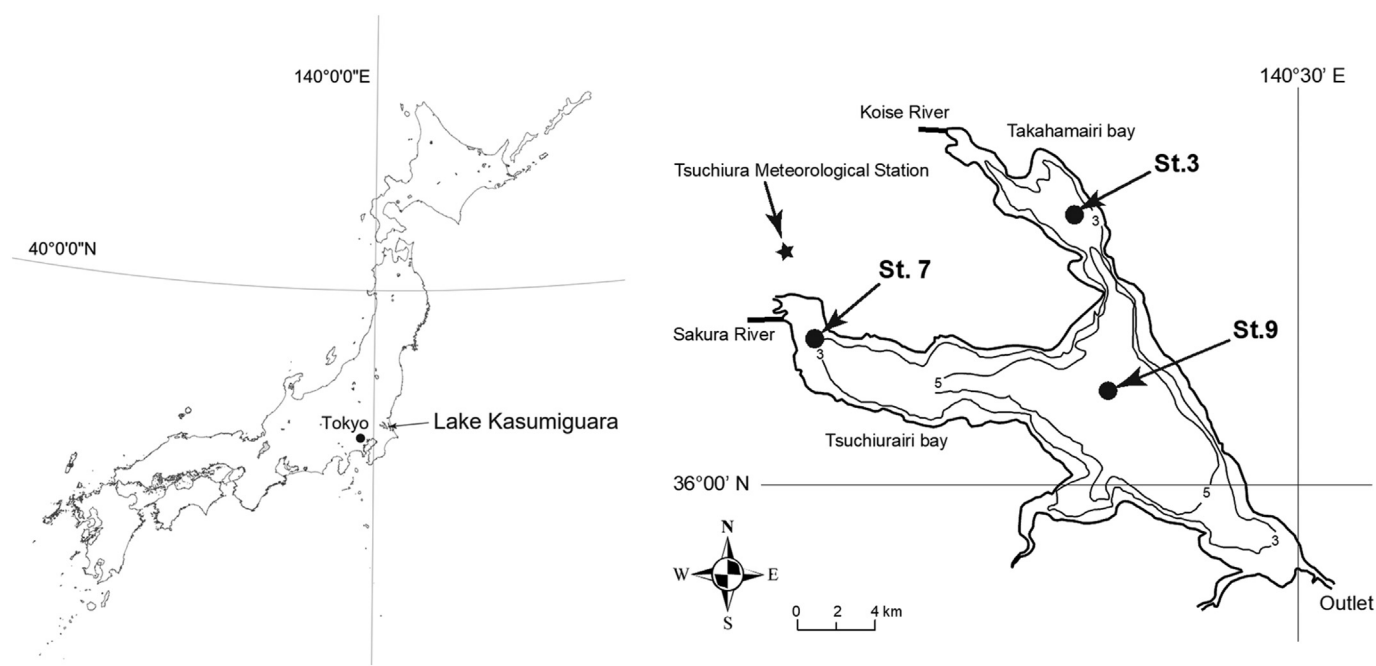 140°0'0"E
40°0'0"N
Tokyo
Lake Kasumiguara
140°30’ E
Koise River
Takahamairi bay
Tsuchiura Meteorological Station
St.3
3
St. 7
Sakura River
3
St.9
5
Tsuchiurairi bay
36°00’ N
5
3
N
W
E
S
0 2 4 km
Outlet